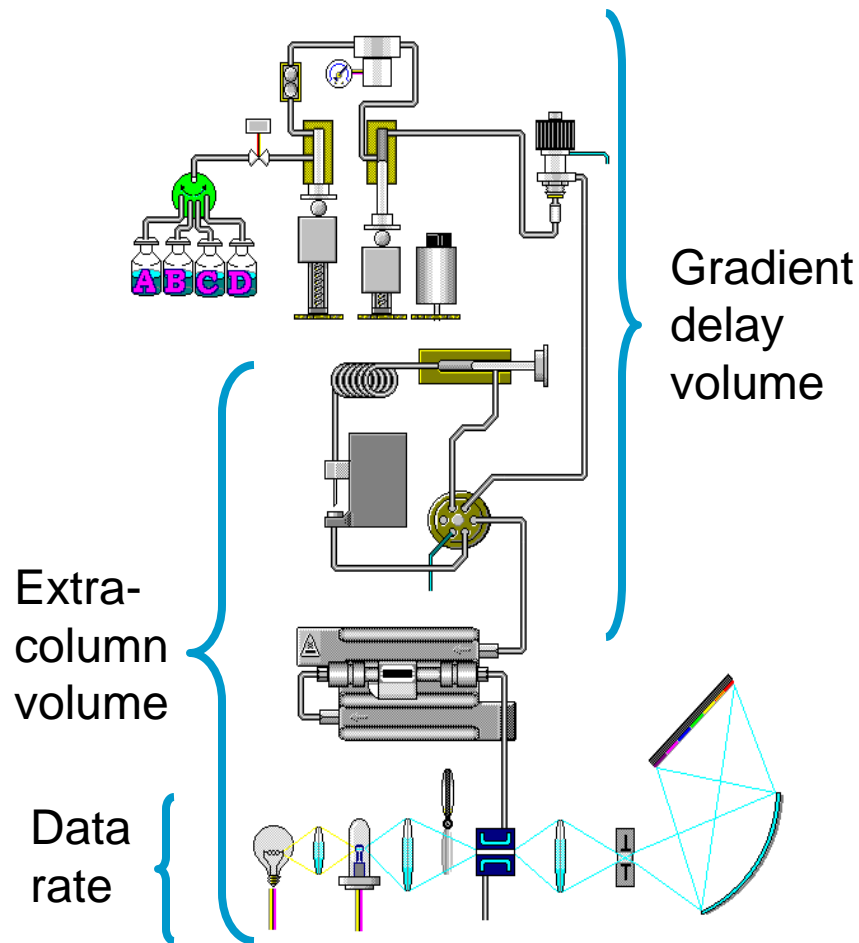 A B C D
Gradient
delay
volume
Extra-
column
volume
Data
rate